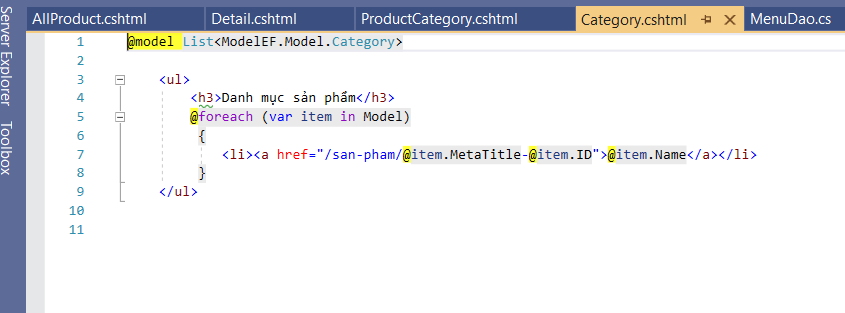 Server Explorer
Toolbox
AllProduct.cshtml Detail.cshtml ProductCategory.cshtml Category.cshtml MenuDao.cs
1 @model List<ModelEF.Model.Category>
2
3 <ul>
4 <h3>Danh mục sản phẩm</h3>
5 @foreach (var item in Model)
6 {
7 <li><a href="/san-pham/@item.MetaTitle-@item.ID">@item.Name</a></li>
8 }
9 </ul>
10
11